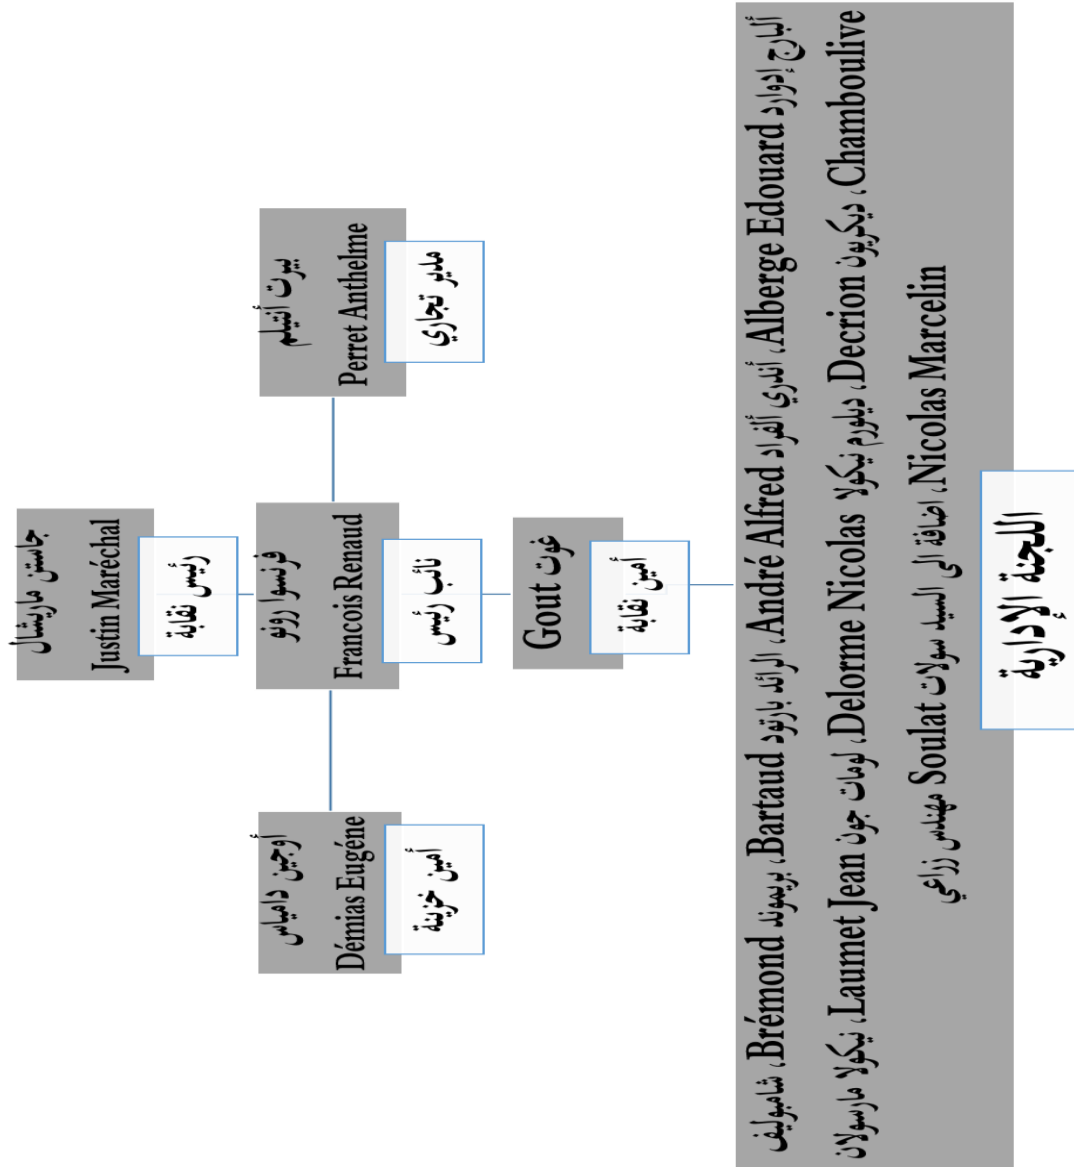 جاستن ماريشال
Justin Maréchal
رئيس نقابة
بيرت أنتيلم
Perret Anthelme
مدير تجاري
فرنسوا رونو
Francois Renaud
نائب رئيس
أوجين دامياس
Démias Eugéne
أمين خزينة
غوت
Gout
أمين نقابة
ألبارج إدوارد Alberge Edouard، أندري ألفراد André Alfred، الرائد بارتود Bartaud، بريموند Brémond، شامبوليف
Chamboulive، ديكريون Decrion، ديلورم نيكولا Delorme Nicolas، لومات جون Laumet Jean، نيكولا مارسولان
Nicolas Marcelin، اضافة الى السيد سولات Soulat مهندس زراعي
اللجنة الإدارية